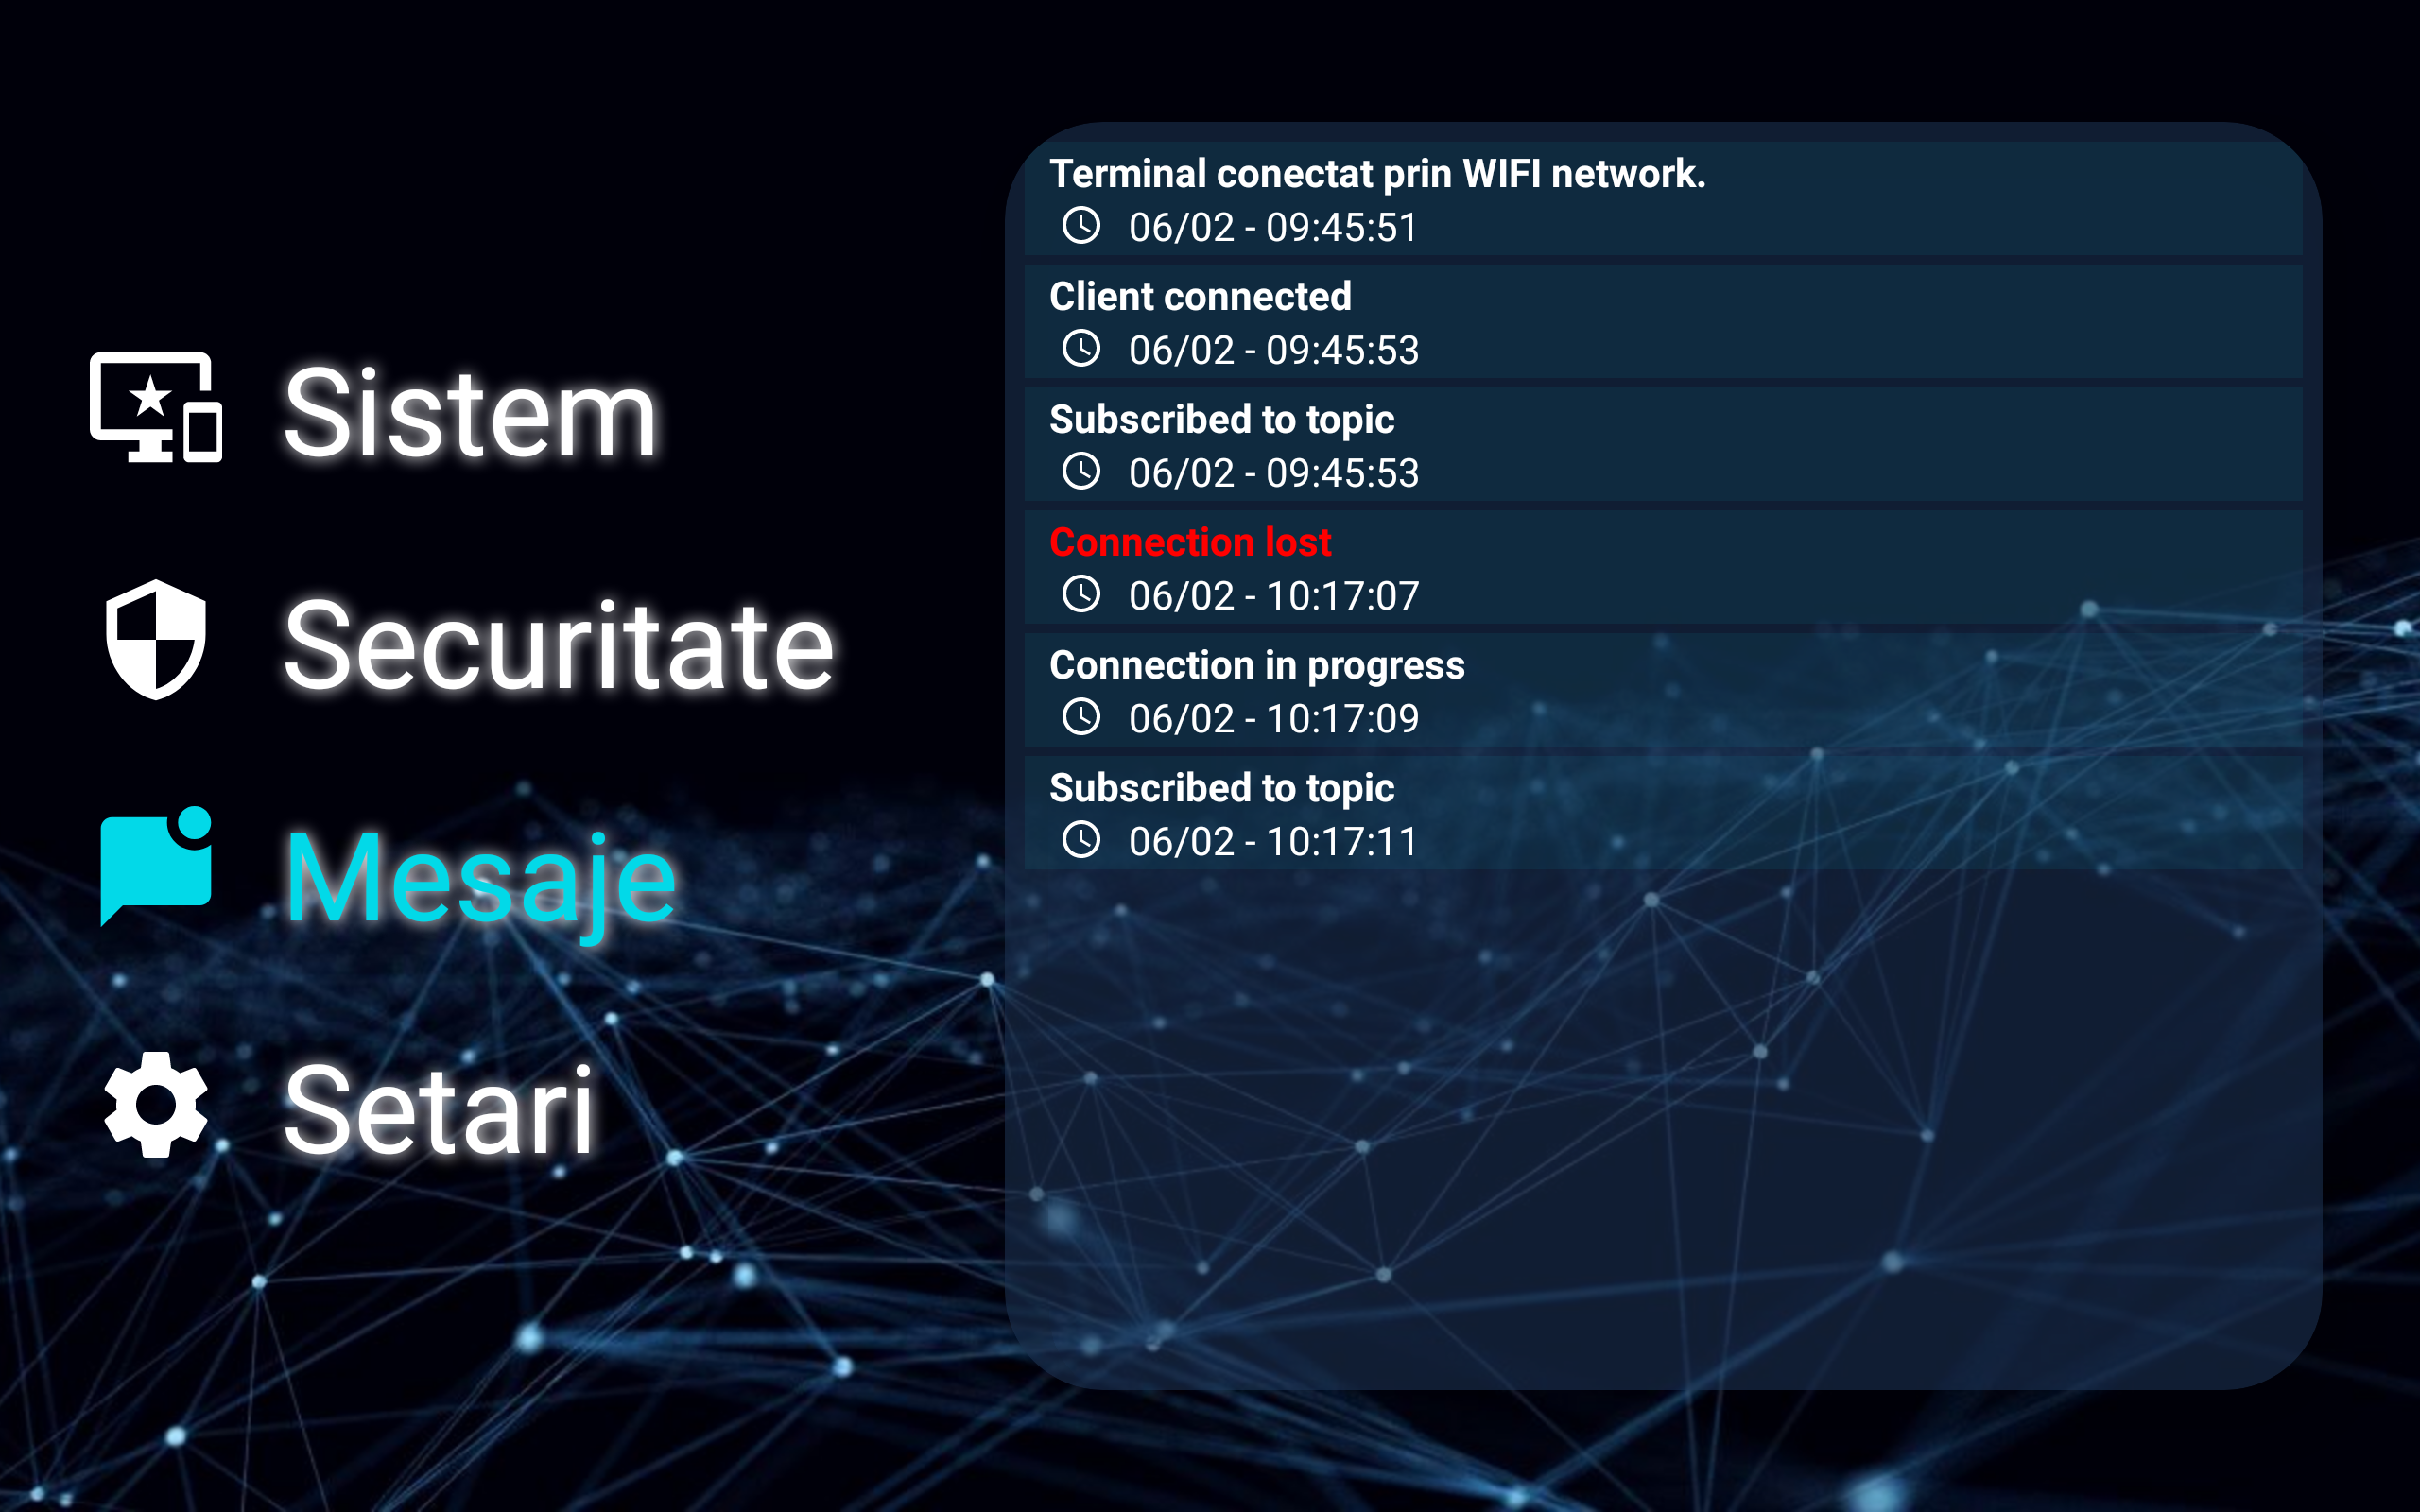 Sistem
Securitate
Mesaje
Setari
Terminal conectat prin WIFI network.
06/02 - 09:45:51
Client connected
06/02 - 09:45:53
Subscribed to topic
06/02 - 09:45:53
Connection lost
06/02 - 10:17:07
Connection in progress
06/02 - 10:17:09
Subscribed to topic
06/02 - 10:17:11